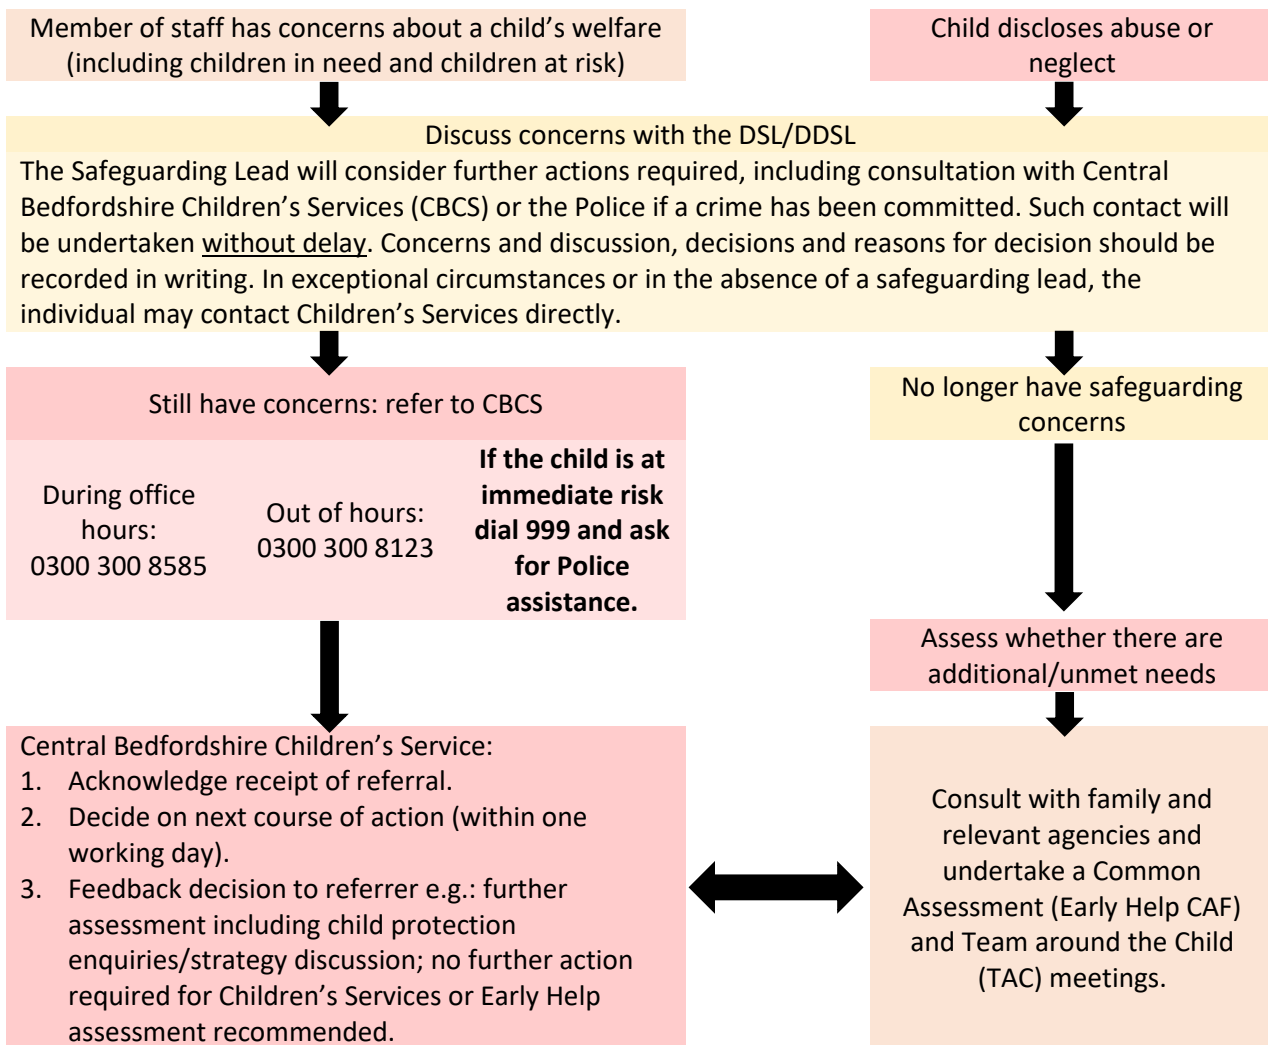 Member of staff has concerns about a child’s welfare
(including children in need and children at risk)
Child discloses abuse or
neglect
Discuss concerns with the DSL/DDSL
The Safeguarding Lead will consider further actions required, including consultation with Central
Bedfordshire Children’s Services (CBCS) or the Police if a crime has been committed. Such contact will
be undertaken without delay. Concerns and discussion, decisions and reasons for decision should be
recorded in writing. In exceptional circumstances or in the absence of a safeguarding lead, the
individual may contact Children’s Services directly.
Still have concerns: refer to CBCS
During office
hours:
0300 300 8585
Out of hours:
0300 300 8123
If the child is at
immediate risk
dial 999 and ask
for Police
assistance.
No longer have safeguarding
concerns
Assess whether there are
additional/unmet needs
Central Bedfordshire Children’s Service:
1. Acknowledge receipt of referral.
2. Decide on next course of action (within one
working day).
3. Feedback decision to referrer e.g.: further
assessment including child protection
enquiries/strategy discussion; no further action
required for Children’s Services or Early Help
assessment recommended.
Consult with family and
relevant agencies and
undertake a Common
Assessment (Early Help CAF)
and Team around the Child
(TAC) meetings.